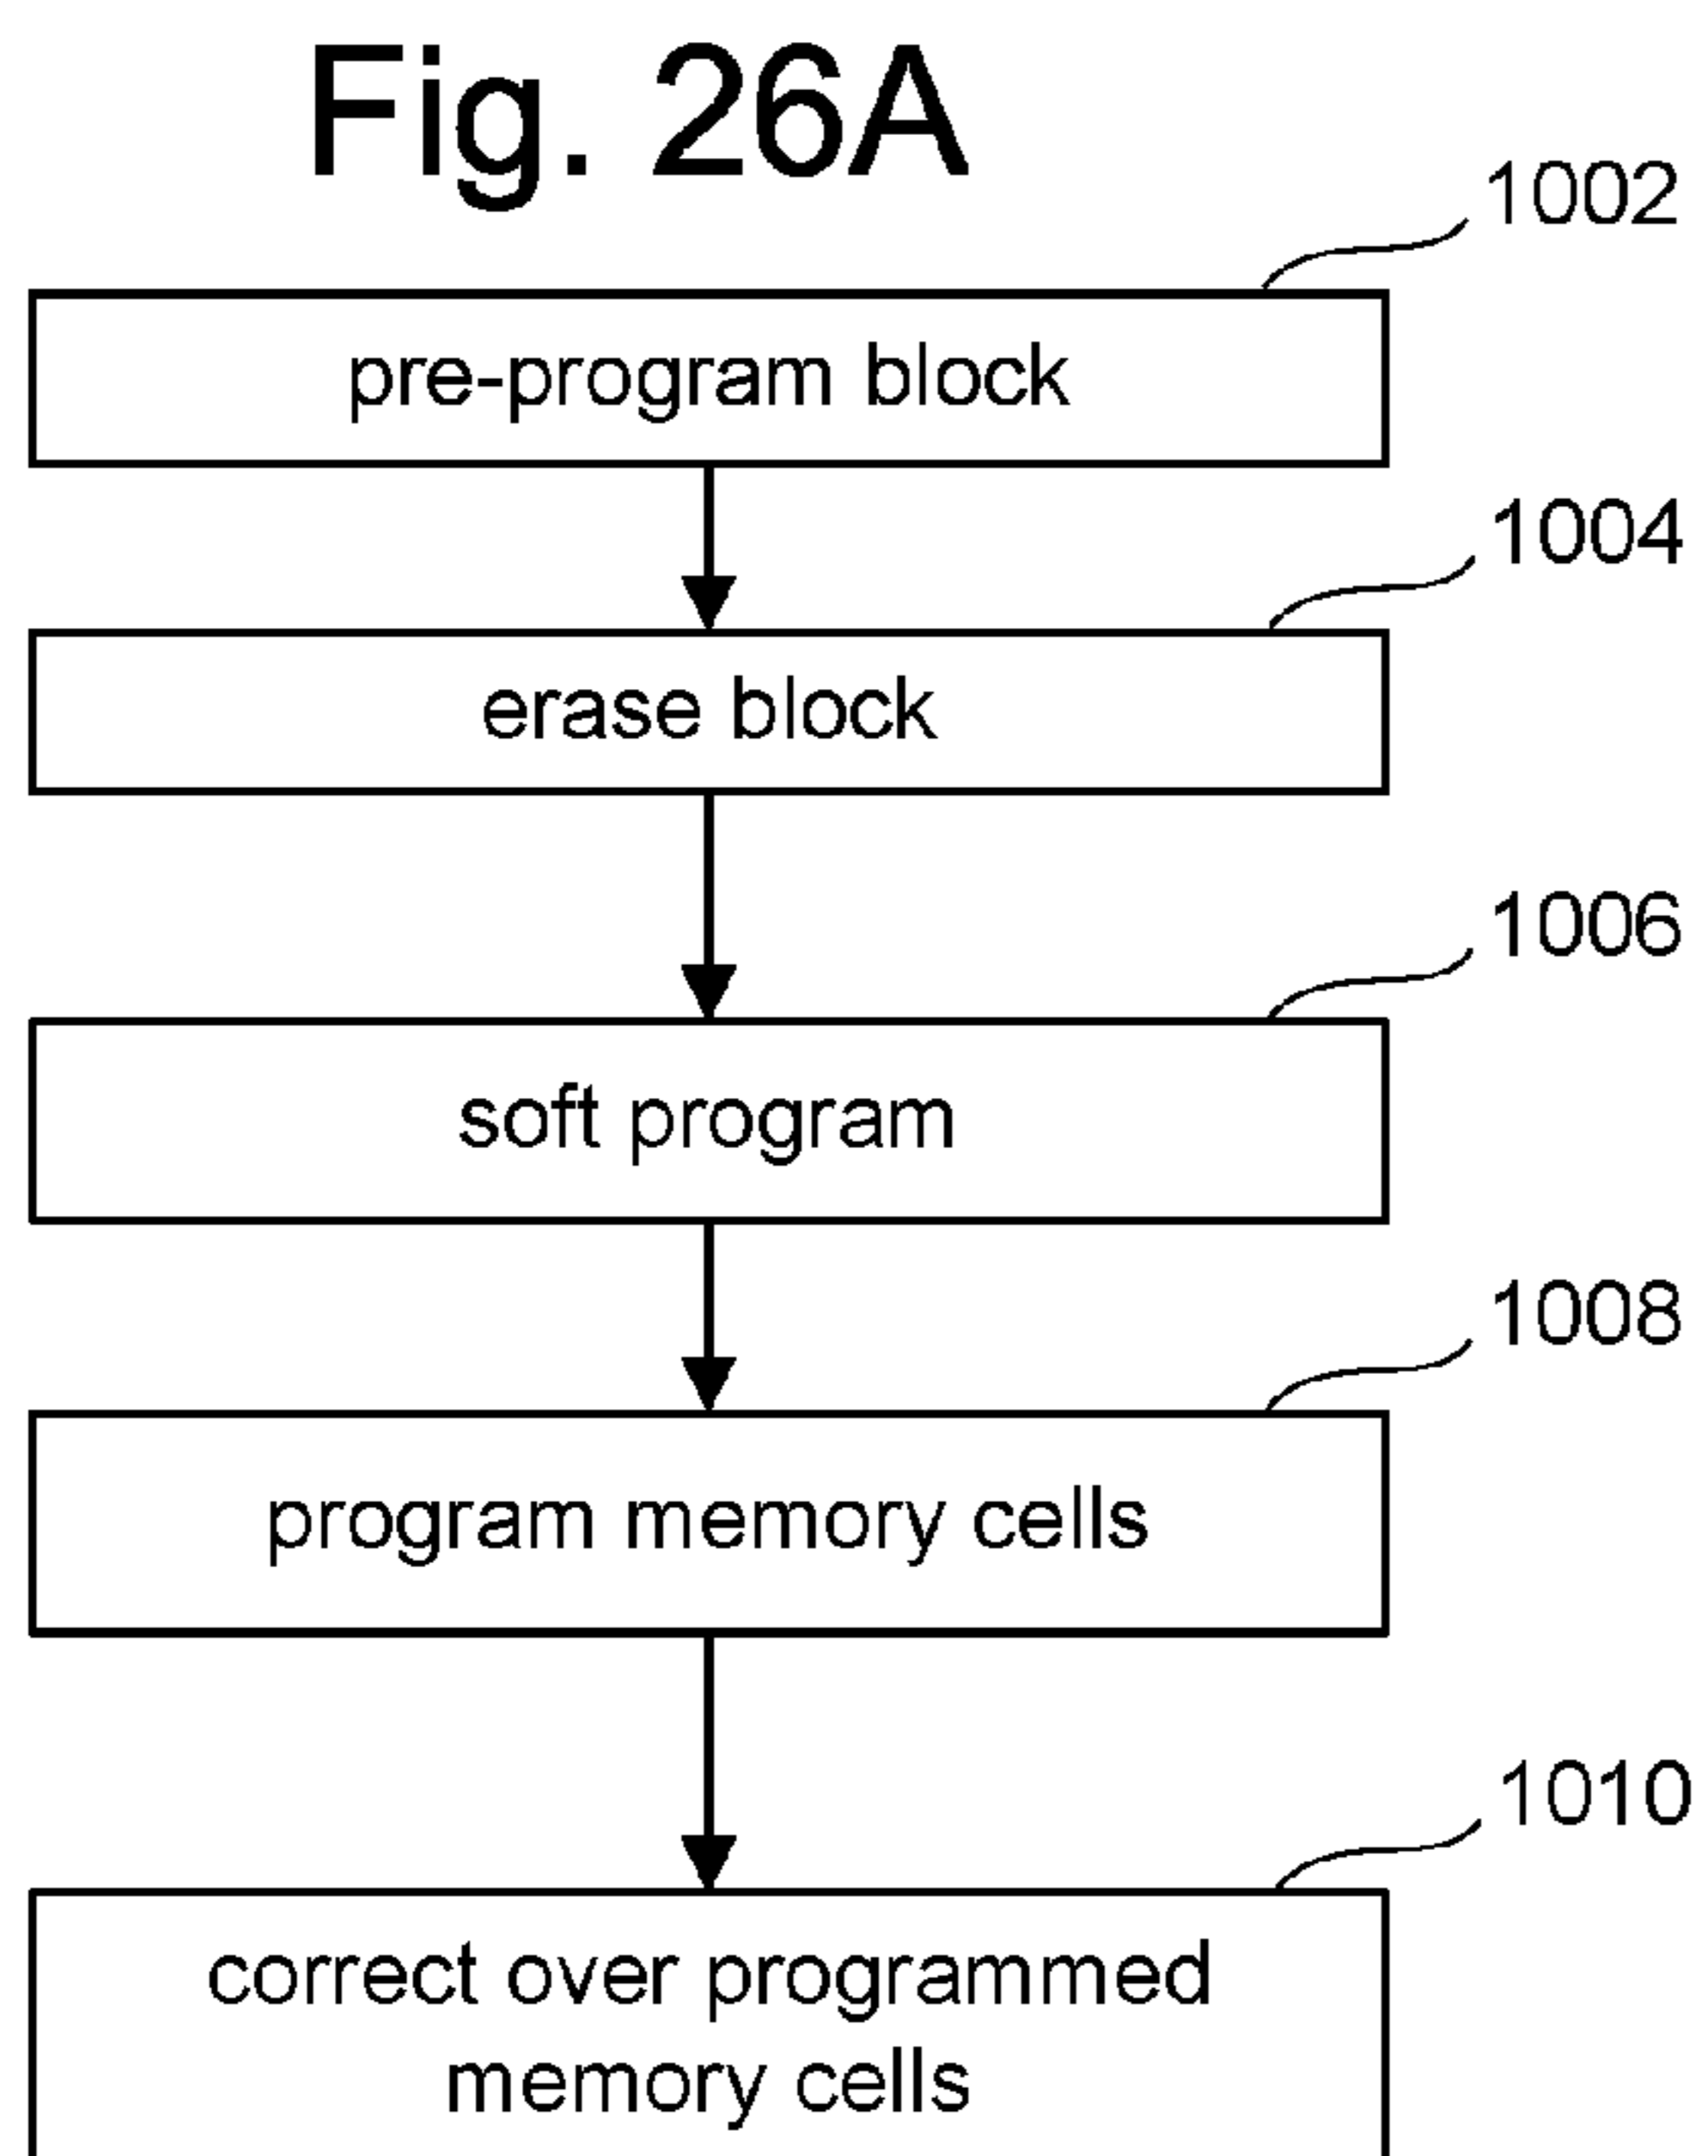 Fig. 26A
1002
pre-program block
1004
erase block
1006
soft program
1008
program memory cells
1010
correct over programmed
memory cells